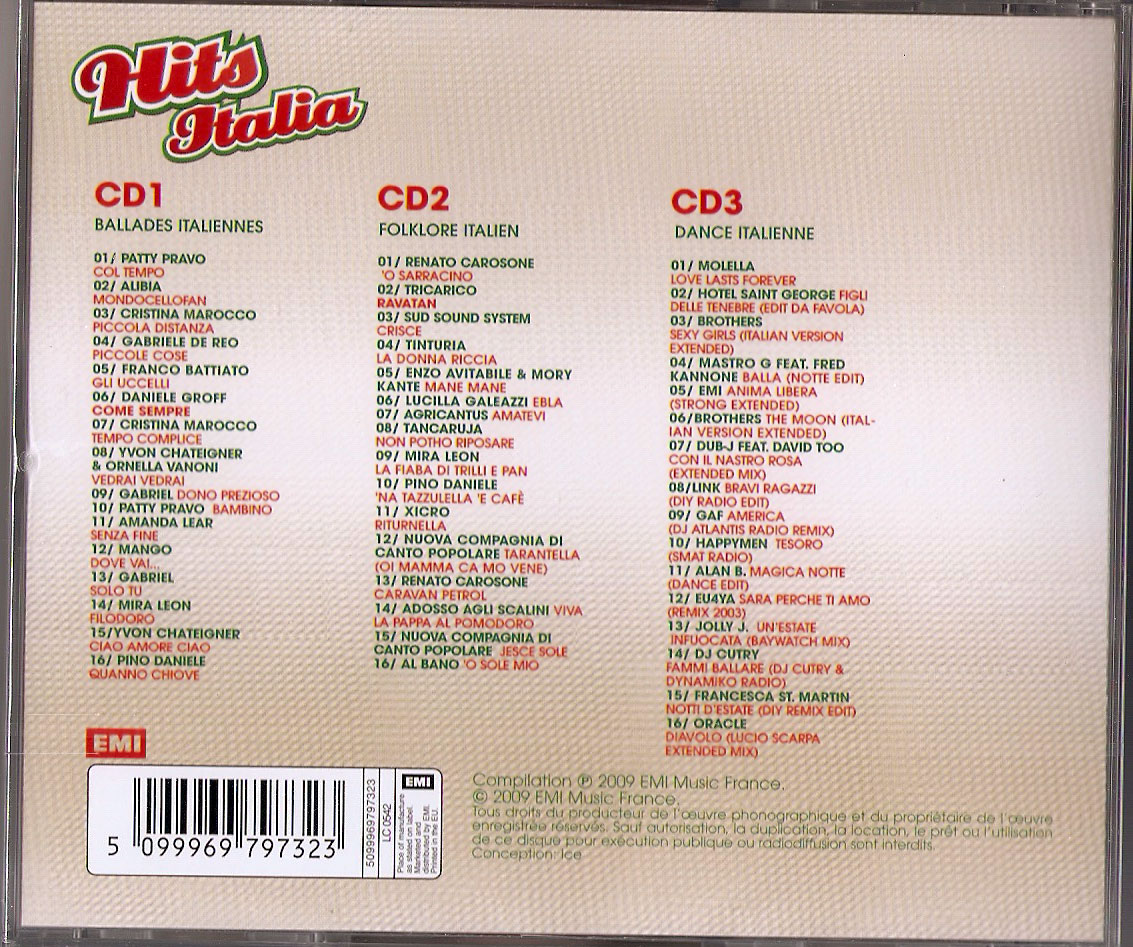 Hits
Italia
CD1
BALLADES ITALIENNES
01/ PATTY PRAVO
COL TEMPO
02/ ALIBIA
MONDOCELLOFAN
03/ CRISTINA MAROCCO
PICCOLA DISTANZA
04/ GABRIELE DE REO
PICCOLE COSE
05/ FRANCO BATTIATO
GLI UCCELLI
06/ DANIELE GROFF
COME SEMPRE
07/ CRISTINA MAROCCO
TEMPO COMPLICE
08/ YVON CHATEIGNER
& ORNELLA VANONI
VEDRAI VEDRAI
09/ GABRIEL DONO PREZIOSO
10/ PATTY PRAVO BAMBINO
11/ AMANDA LEAR
SENZA FINE
12/ MANGO
DOVE VAI...
13/ GABRIEL
SOLO TU
14/ MIRA LEON
FILODORO
15/YVON CHATEIGNER
CIAO AMORE CIAO
16/ PINO DANIELE
QUANNO CHIOVE
CD2
FOLKLORE ITALIEN
01/ RENATO CAROSONE
'O SARRACINO
02/ TRICARICO
RAVATAN
03/ SUD SOUND SYSTEM
CRISCE
04/ TINTURIA
LA DONNA RICCIA
05/ ENZO AVITABILE & MORY
KANTE MANE MANE
06/ LUCILLA GALEAZZI EBLA
07/ AGRICANTUS AMATEVI
08/ TANCARUJA
NON POTHO RIPOSARE
09/ MIRA LEON
LA FIABA DI TRILLI E PAN
10/ PINO DANIELE
'NA TAZZULELLA 'E CAFÈ
11/ XICRO
RITURNELLA
12/ NUOVA COMPAGNIA DI
CANTO POPOLARE TARANTELLA
(OI MAMMA CA MO VENE)
13/ RENATO CAROSONE
CARAVAN PETROL
14/ ADOSSO AGLI SCALINI VIVA
LA PAPPA AL POMODORO
15/ NUOVA COMPAGNIA DI
CANTO POPOLARE JESCE SOLE
16/ AL BANO 'O SOLE MIO
CD3
DANCE ITALIENNE
01/ MOLELLA
LOVE LASTS FOREVER
02/ HOTEL SAINT GEORGE FIGLI
DELLE TENEBRE (EDIT DA FAVOLA)
03/ BROTHERS
SEXY GIRLS (ITALIAN VERSION
EXTENDED)
04/ MASTRO G FEAT. FRED
KANNONE BALLA (NOTTE EDIT)
05/ EMI ANIMA LIBERA
(STRONG EXTENDED)
06/BROTHERS THE MOON (ITAL-
IAN VERSION EXTENDED)
07/ DUB-J FEAT. DAVID TOO
CON IL NASTRO ROSA
(EXTENDED MIX)
08/LINK BRAVI RAGAZZI
(DIY RADIO EDIT)
09/ GAF AMERICA
(DJ ATLANTIS RADIO REMIX)
10/ HAPPYMEN TESORO
(SMAT RADIO)
11/ ALAN B. MAGICA NOTTE
(DANCE EDIT)
12/ EU4YA SARA PERCHE TI AMO
(REMIX 2003)
13/ JOLLY J. UN'ESTATE
INFUOCATA (BAYWATCH MIX)
14/ DJ CUTRY
FAMMI BALLARE (DJ CUTRY &
DYNAMIKO RADIO)
15/ FRANCESCA ST. MARTIN
NOTTI D'ESTATE (DIY REMIX EDIT)
16/ ORACLE
DIAVOLO (LUCIO SCARPA
EXTENDED MIX)
EMI
5 099969 797323
5099969797323
LC 0542
EMI
Place of manufacture
as stated on label.
Marketed and
distributed by EMI.
Printed in the EU.
Compilation ℗ 2009 EMI Music France.
© 2009 EMI Music France.
Tous droits du producteur de l'œuvre phonographique et du propriétaire de l'œuvre
enregistrée réservés. Sauf autorisation, la duplication, la location, le prêt ou l'utilisation
de ce disque pour exécution publique ou radiodiffusion sont interdits.
Conception: Ice